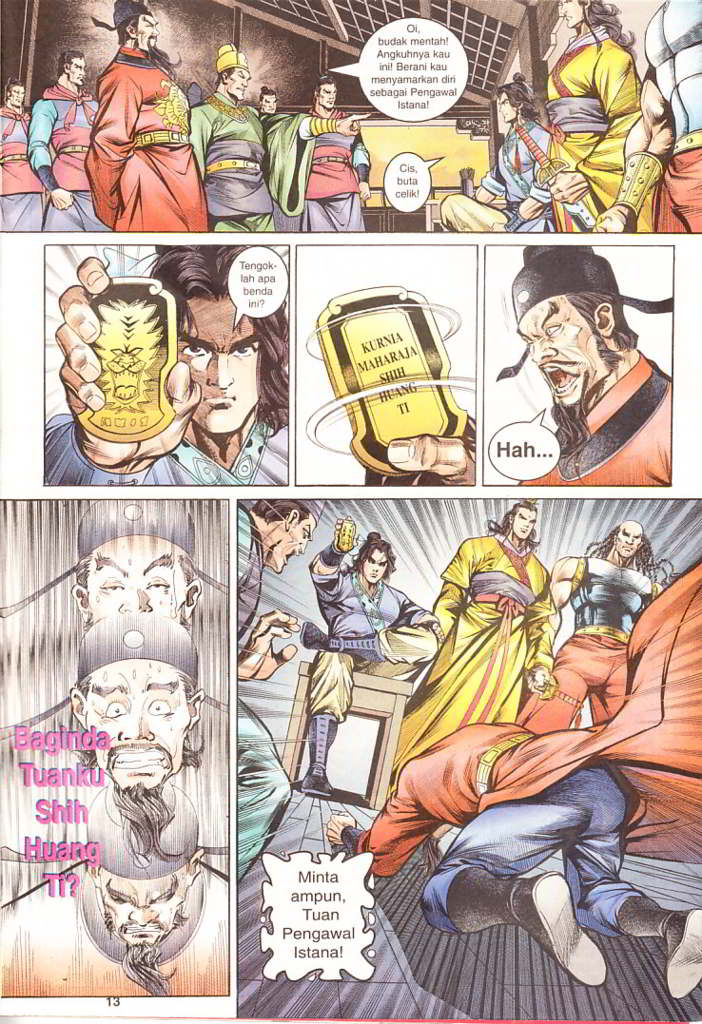 Oi,
budak mentah!
Angkuhnya kau
ini! Berani kau
menyamarkan diri
sebagai Pengawal
Istana!
Cis,
buta
celik!
Tengok-
lah apa
benda
ini?
KURNIA
MAHARAJA
SHIH
HUANG
TI
Hah...
Baginda
Tuanku
Shih
Huang
Ti?
Minta
ampun,
Tuan
Pengawal
Istana!
13